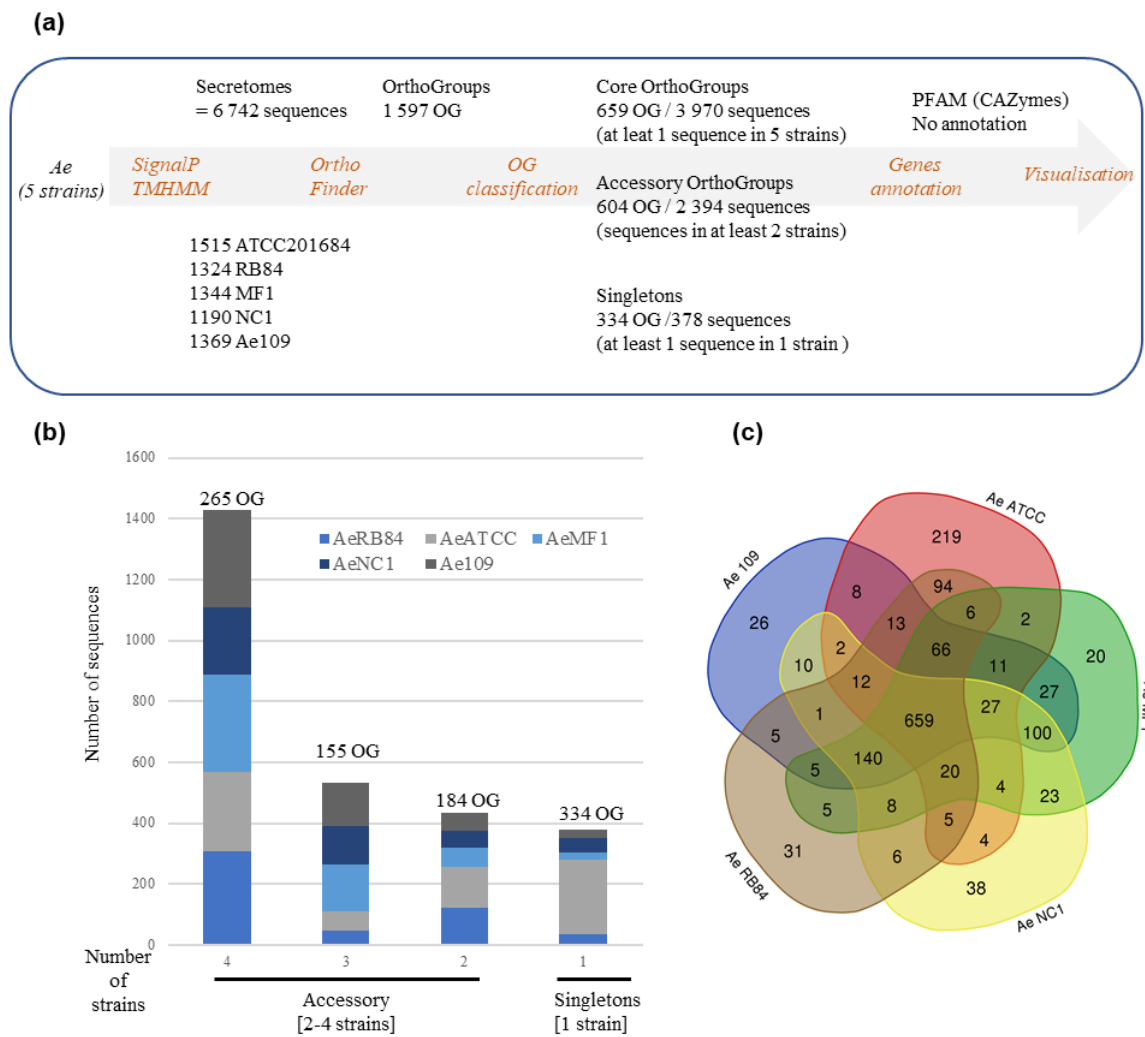 (a)
Secretomes
= 6 742 sequences
OrthoGroups
1 597 OG
Core OrthoGroups
659 OG / 3 970 sequences
(at leat 1 sequence in 5 strains)
PFAM (CAZymes)
No annotation
Ae
(5 strains)
SignalP
TMHMM
Ortho
Finder
OG
classification
Accessory OrthoGroups
604 OG / 2 394 sequences
(sequences in at least 2 strains)
Genes
annotation
Visualisation
1515 ATCC201684
1324 RB84
1344 MF1
1190 NC1
1369 Ae109
Singletons
334 OG /378 sequences
(at least 1 sequence in 1 strain )
(b)
Number of sequences
1600
1400
1200
1000
800
600
400
200
0
265 OG
155 OG
184 OG
334 OG
AeRB84
AeATCC
AeMF1
AeNC1
Ae109
Number
of
strains
4
3
2
1
Accessory
[2-4 strains]
Singletons
[1 strain]
(c)
Ae ATCC
Ae 109
219
8
94
26
13
6
2
20
66
10
2
11
27
12
27
1
659
100
5
140
5
20
4
23
5
8
5
4
31
6
38
Ae RB84
Ae NC1